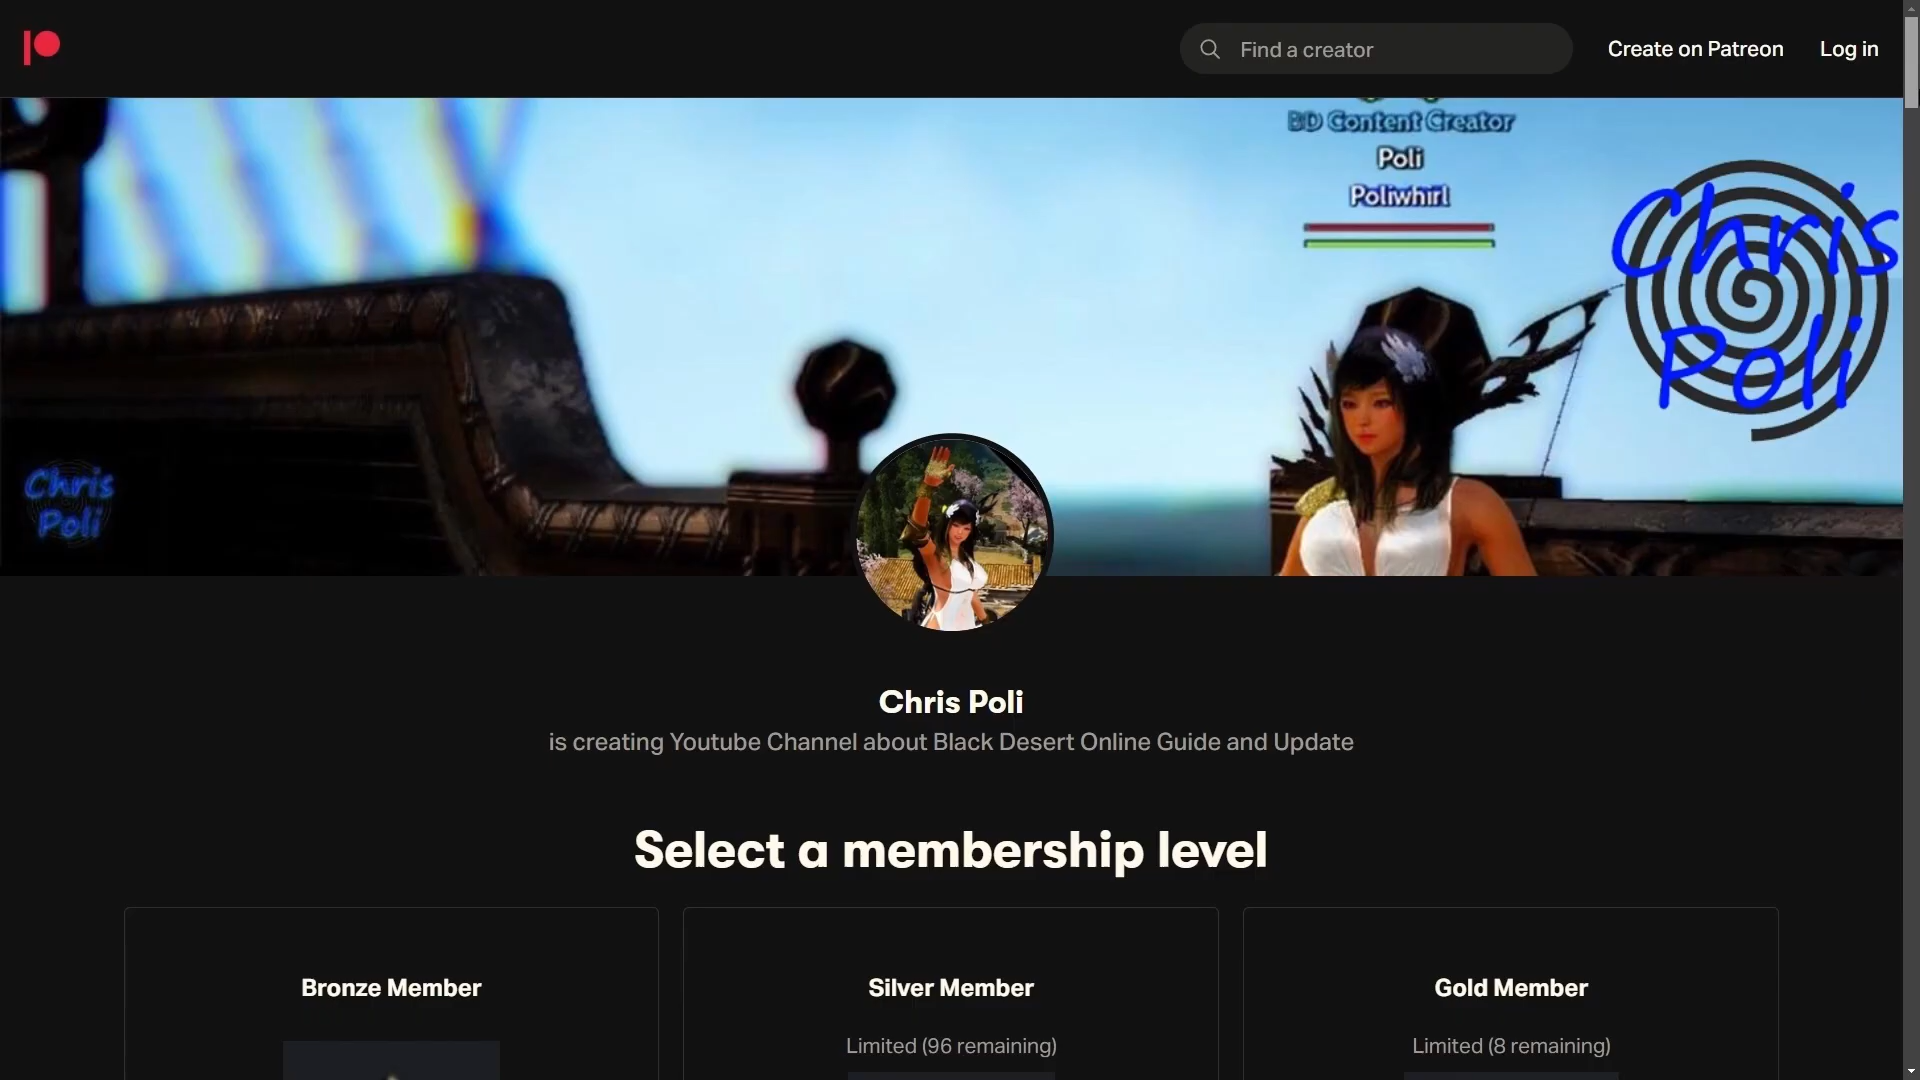 Find a creator
Create on Patreon
Log in
BD Content Creator
Poli
Poliwhirl
Chris
Poli
Chris
Poli
Chris Poli
is creating Youtube Channel about Black Desert Online Guide and Update
Select a membership level
Bronze Member
Silver Member
Gold Member
Limited (96 remaining)
Limited (8 remaining)